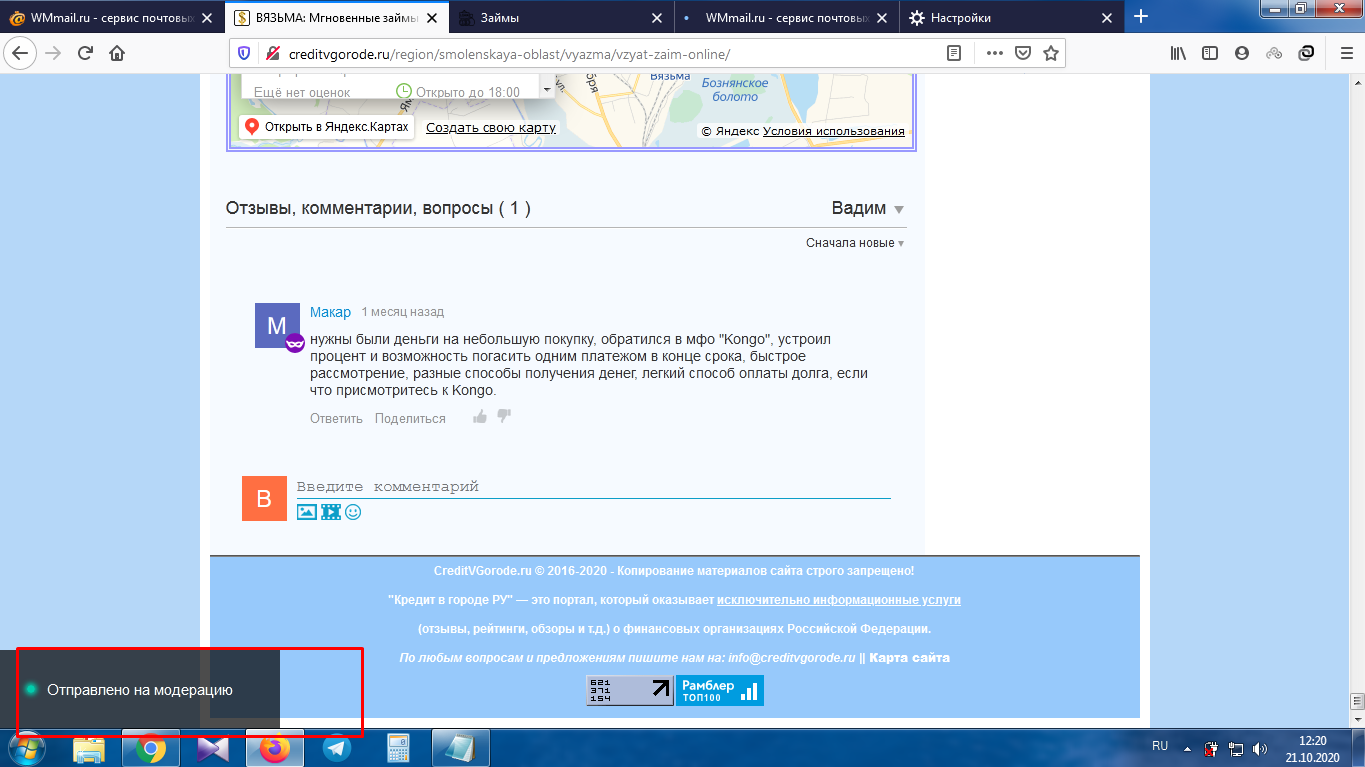 WMmail.ru - сервис почтовых
ВЯЗЬМА: Мгновенные займы
Займы
WMmail.ru - сервис почтовых
Настройки
creditvgorode.ru/region/smolenskaya-oblast/vyazma/vzyat-zaim-online/
Вязьма
Бознянское
болото
ул.
Ещё нет оценок
Открыто до 18:00
Открыть в Яндекс.Картах
Создать свою карту
© Яндекс Условия использования
Отзывы, комментарии, вопросы ( 1 )
Вадим
Сначала новые
М
Макар 1 месяц назад
нужны были деньги на небольшую покупку, обратился в мфо "Kongo", устроил
процент и возможность погасить одним платежом в конце срока, быстрое
рассмотрение, разные способы получения денег, легкий способ оплаты долга, если
что присмотритесь к Kongo.
Ответить Поделиться
В
Введите комментарий
CreditVGorode.ru © 2016-2020 - Копирование материалов сайта строго запрещено!
"Кредит в городе РУ" — это портал, который оказывает исключительно информационные услуги
(отзывы, рейтинги, обзоры и т.д.) о финансовых организациях Российской Федерации.
По любым вопросам и предложениям пишите нам на: info@creditvgorode.ru || Карта сайта
621
371
154
Рамблер
ТОП100
Отправлено на модерацию
RU
12:20
21.10.2020